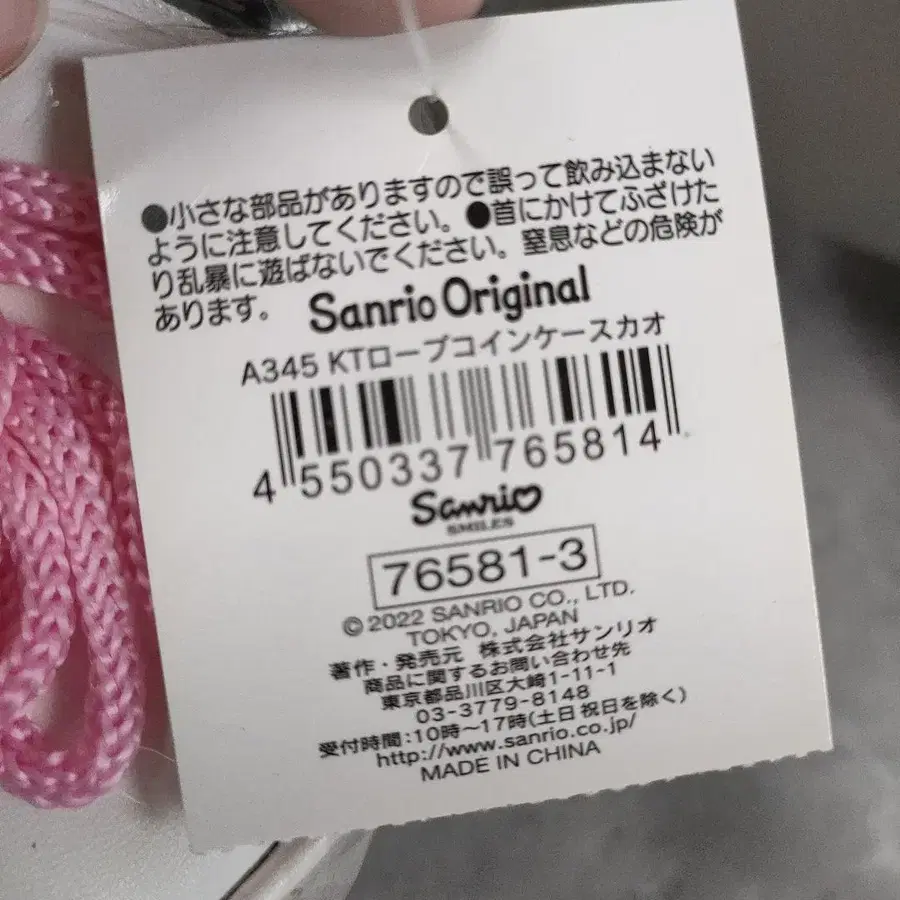 ●小さな部品がありますので誤って飲み込まない
ように注意してください。●首にかけてふざけた
り乱暴に遊ばないでください。窒息などの危険が
あります。
Sanrio Original
A345 KTロープコインケースカオ
4 550337 765814
Sanrio
SMILES
76581-3
© 2022 SANRIO CO., LTD.
TOKYO, JAPAN
著作・発売元 株式会社サンリオ
商品に関するお問い合わせ先
東京都品川区大崎1-11-1
03-3779-8148
受付時間:10時〜17時(土日祝日を除く)
http://www.sanrio.co.jp/
MADE IN CHINA